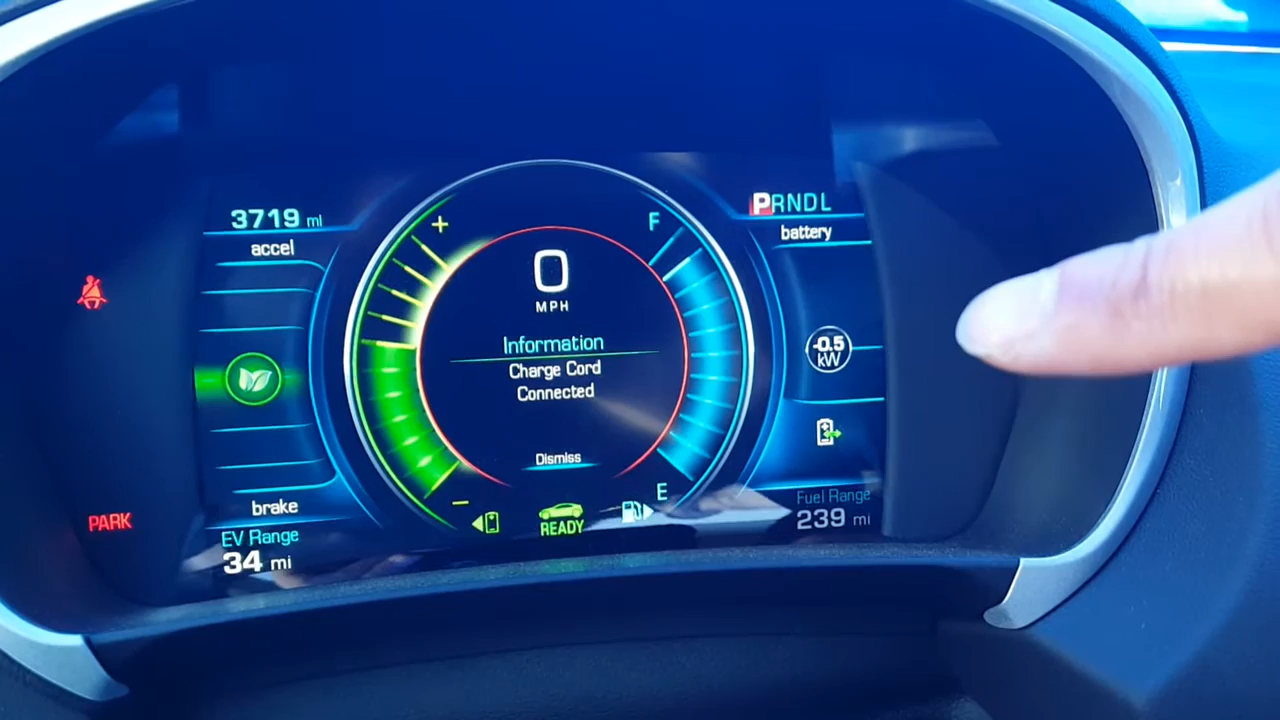 3719 mi
accel
brake
EV Range
34 mi
PARK
+
−
F
E
0
MPH
Information
Charge Cord
Connected
Dismiss
READY
PRNDL
battery
-0.5
kW
Fuel Range
239 mi